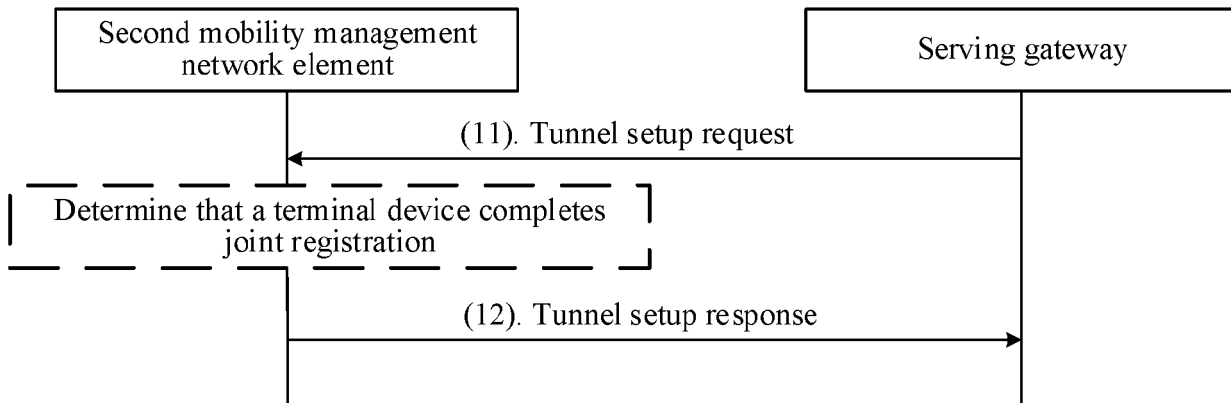 Second mobility management
network element
Serving gateway
(11). Tunnel setup request
Determine that a terminal device completes
joint registration
(12). Tunnel setup response